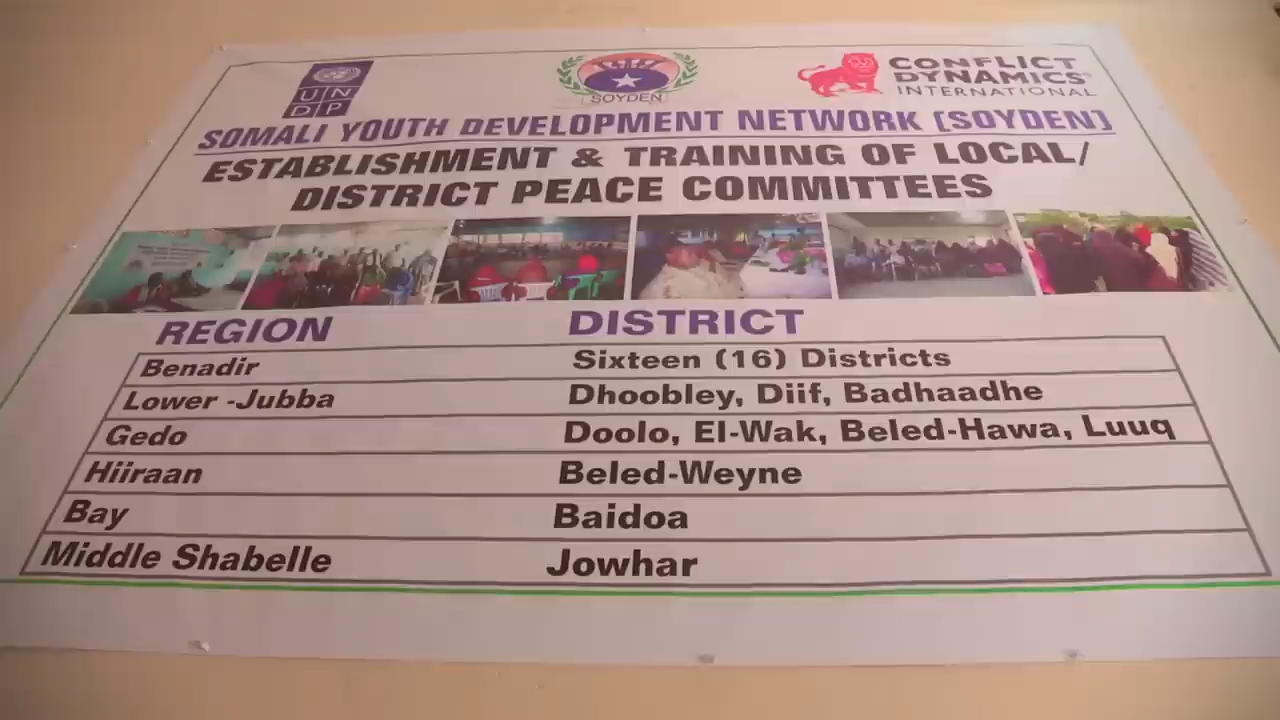 UN
DP
SOYDEN
CONFLICT
DYNAMICS
INTERNATIONAL
SOMALI YOUTH DEVELOPMENT NETWORK (SOYDEN)
ESTABLISHMENT & TRAINING OF LOCAL/
DISTRICT PEACE COMMITTEES
REGION DISTRICT
Benadir Sixteen (16) Districts
Lower -Jubba Dhoobley, Diif, Badhaadhe
Gedo Doolo, El-Wak, Beled-Hawa, Luuq
Hiiraan Beled-Weyne
Bay Baidoa
Middle Shabelle Jowhar